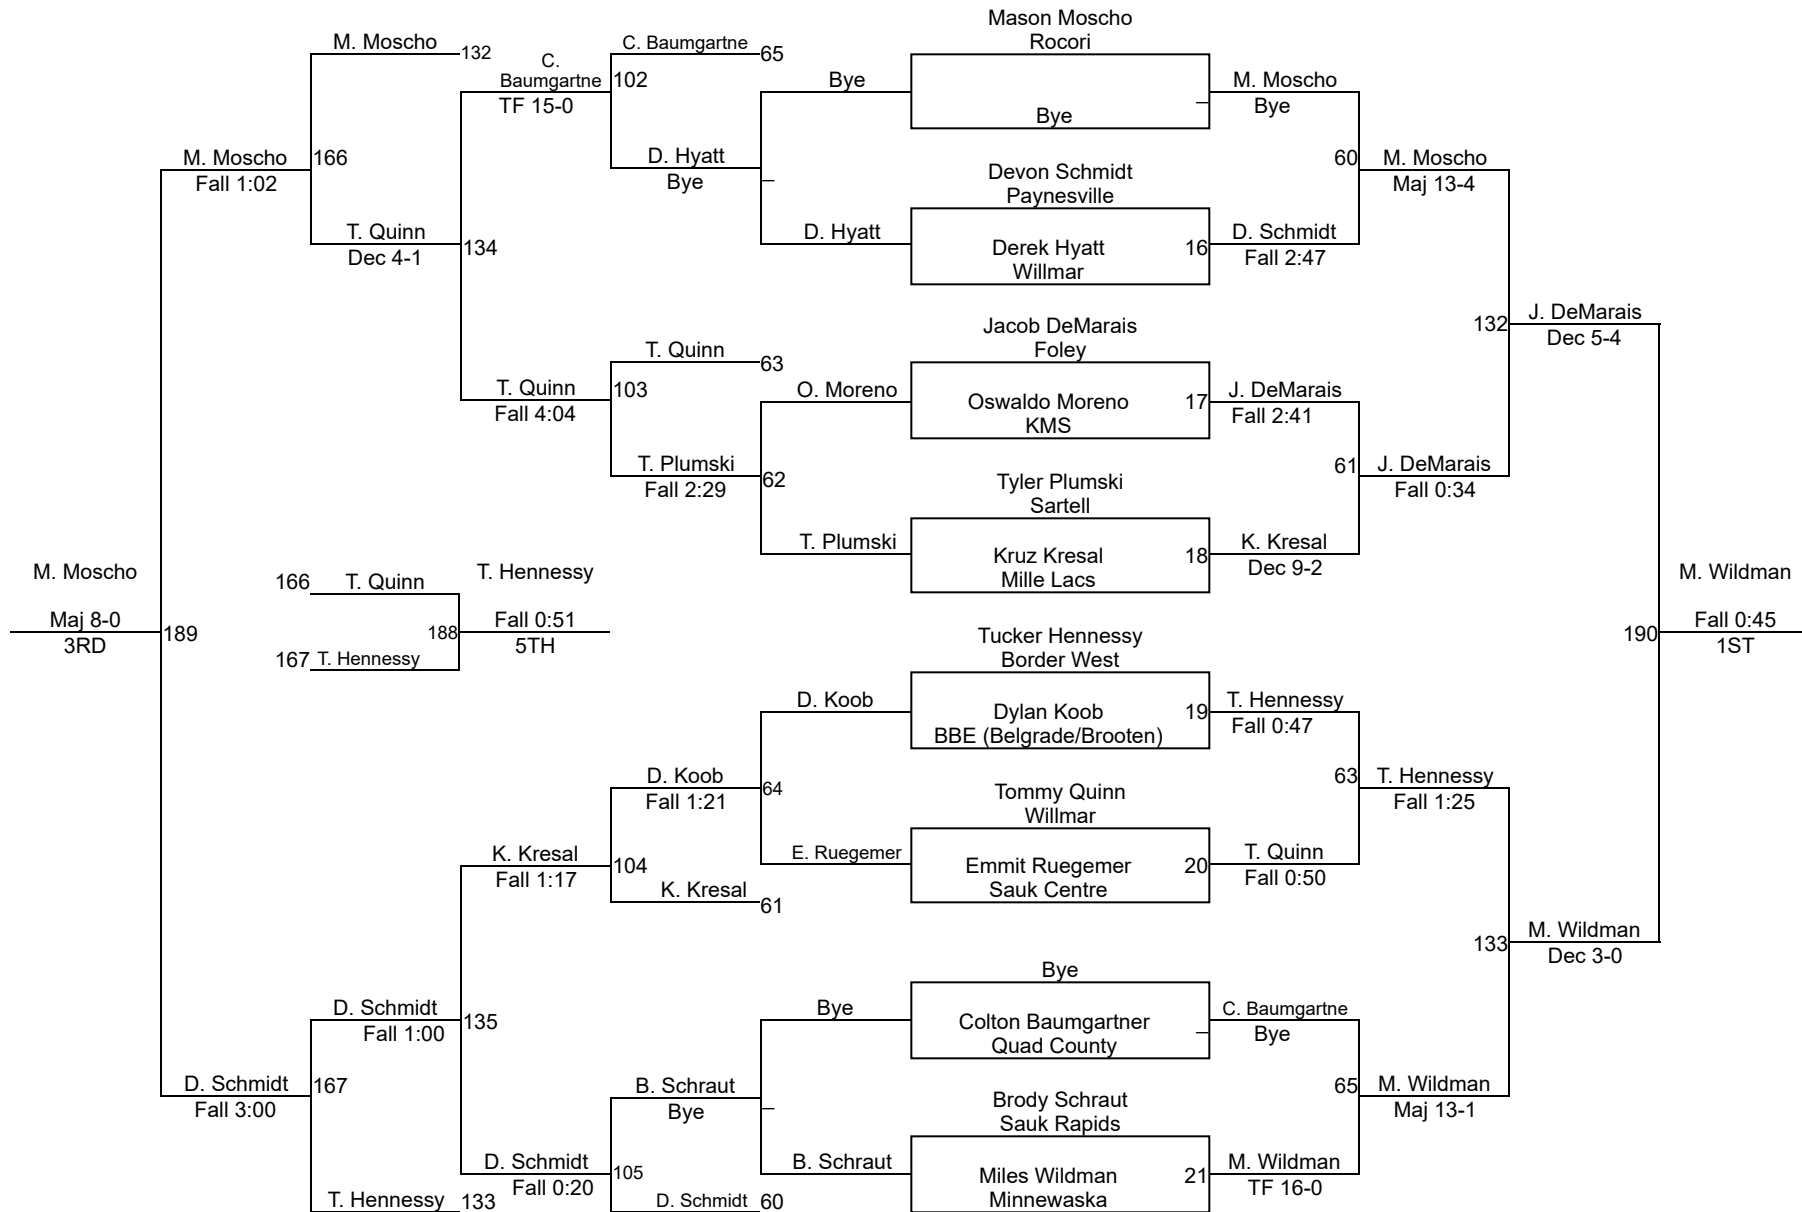 Mason Moscho
Rocori
M. Moscho
132
C. Baumgartne
65
C.
Baumgartne
102
TF 15-0
Bye
Bye
–
M. Moscho
Bye
M. Moscho
166
Fall 1:02
D. Hyatt
Bye
–
Devon Schmidt
Paynesville
60
M. Moscho
Maj 13-4
T. Quinn
Dec 4-1
134
D. Hyatt
Derek Hyatt
Willmar
16
D. Schmidt
Fall 2:47
Jacob DeMarais
Foley
132
J. DeMarais
Dec 5-4
T. Quinn
63
T. Quinn
Fall 4:04
103
O. Moreno
Oswaldo Moreno
KMS
17
J. DeMarais
Fall 2:41
T. Plumski
Fall 2:29
62
Tyler Plumski
Sartell
61
J. DeMarais
Fall 0:34
T. Plumski
Kruz Kresal
Mille Lacs
18
K. Kresal
Dec 9-2
M. Moscho
Maj 8-0
3RD
189
166
T. Quinn
T. Hennessy
188
Fall 0:51
5TH
167
T. Hennessy
M. Wildman
190
Fall 0:45
1ST
Tucker Hennessy
Border West
D. Koob
Dylan Koob
BBE (Belgrade/Brooten)
19
T. Hennessy
Fall 0:47
D. Koob
Fall 1:21
64
Tommy Quinn
Willmar
63
T. Hennessy
Fall 1:25
K. Kresal
Fall 1:17
104
E. Ruegemer
Emmit Ruegemer
Sauk Centre
20
T. Quinn
Fall 0:50
K. Kresal
61
133
M. Wildman
Dec 3-0
Bye
D. Schmidt
Fall 1:00
135
Bye
Colton Baumgartner
Quad County
–
C. Baumgartne
Bye
D. Schmidt
Fall 3:00
167
B. Schraut
Bye
–
Brody Schraut
Sauk Rapids
65
M. Wildman
Maj 13-1
D. Schmidt
Fall 0:20
105
B. Schraut
Miles Wildman
Minnewaska
21
M. Wildman
TF 16-0
T. Hennessy
133
D. Schmidt
60